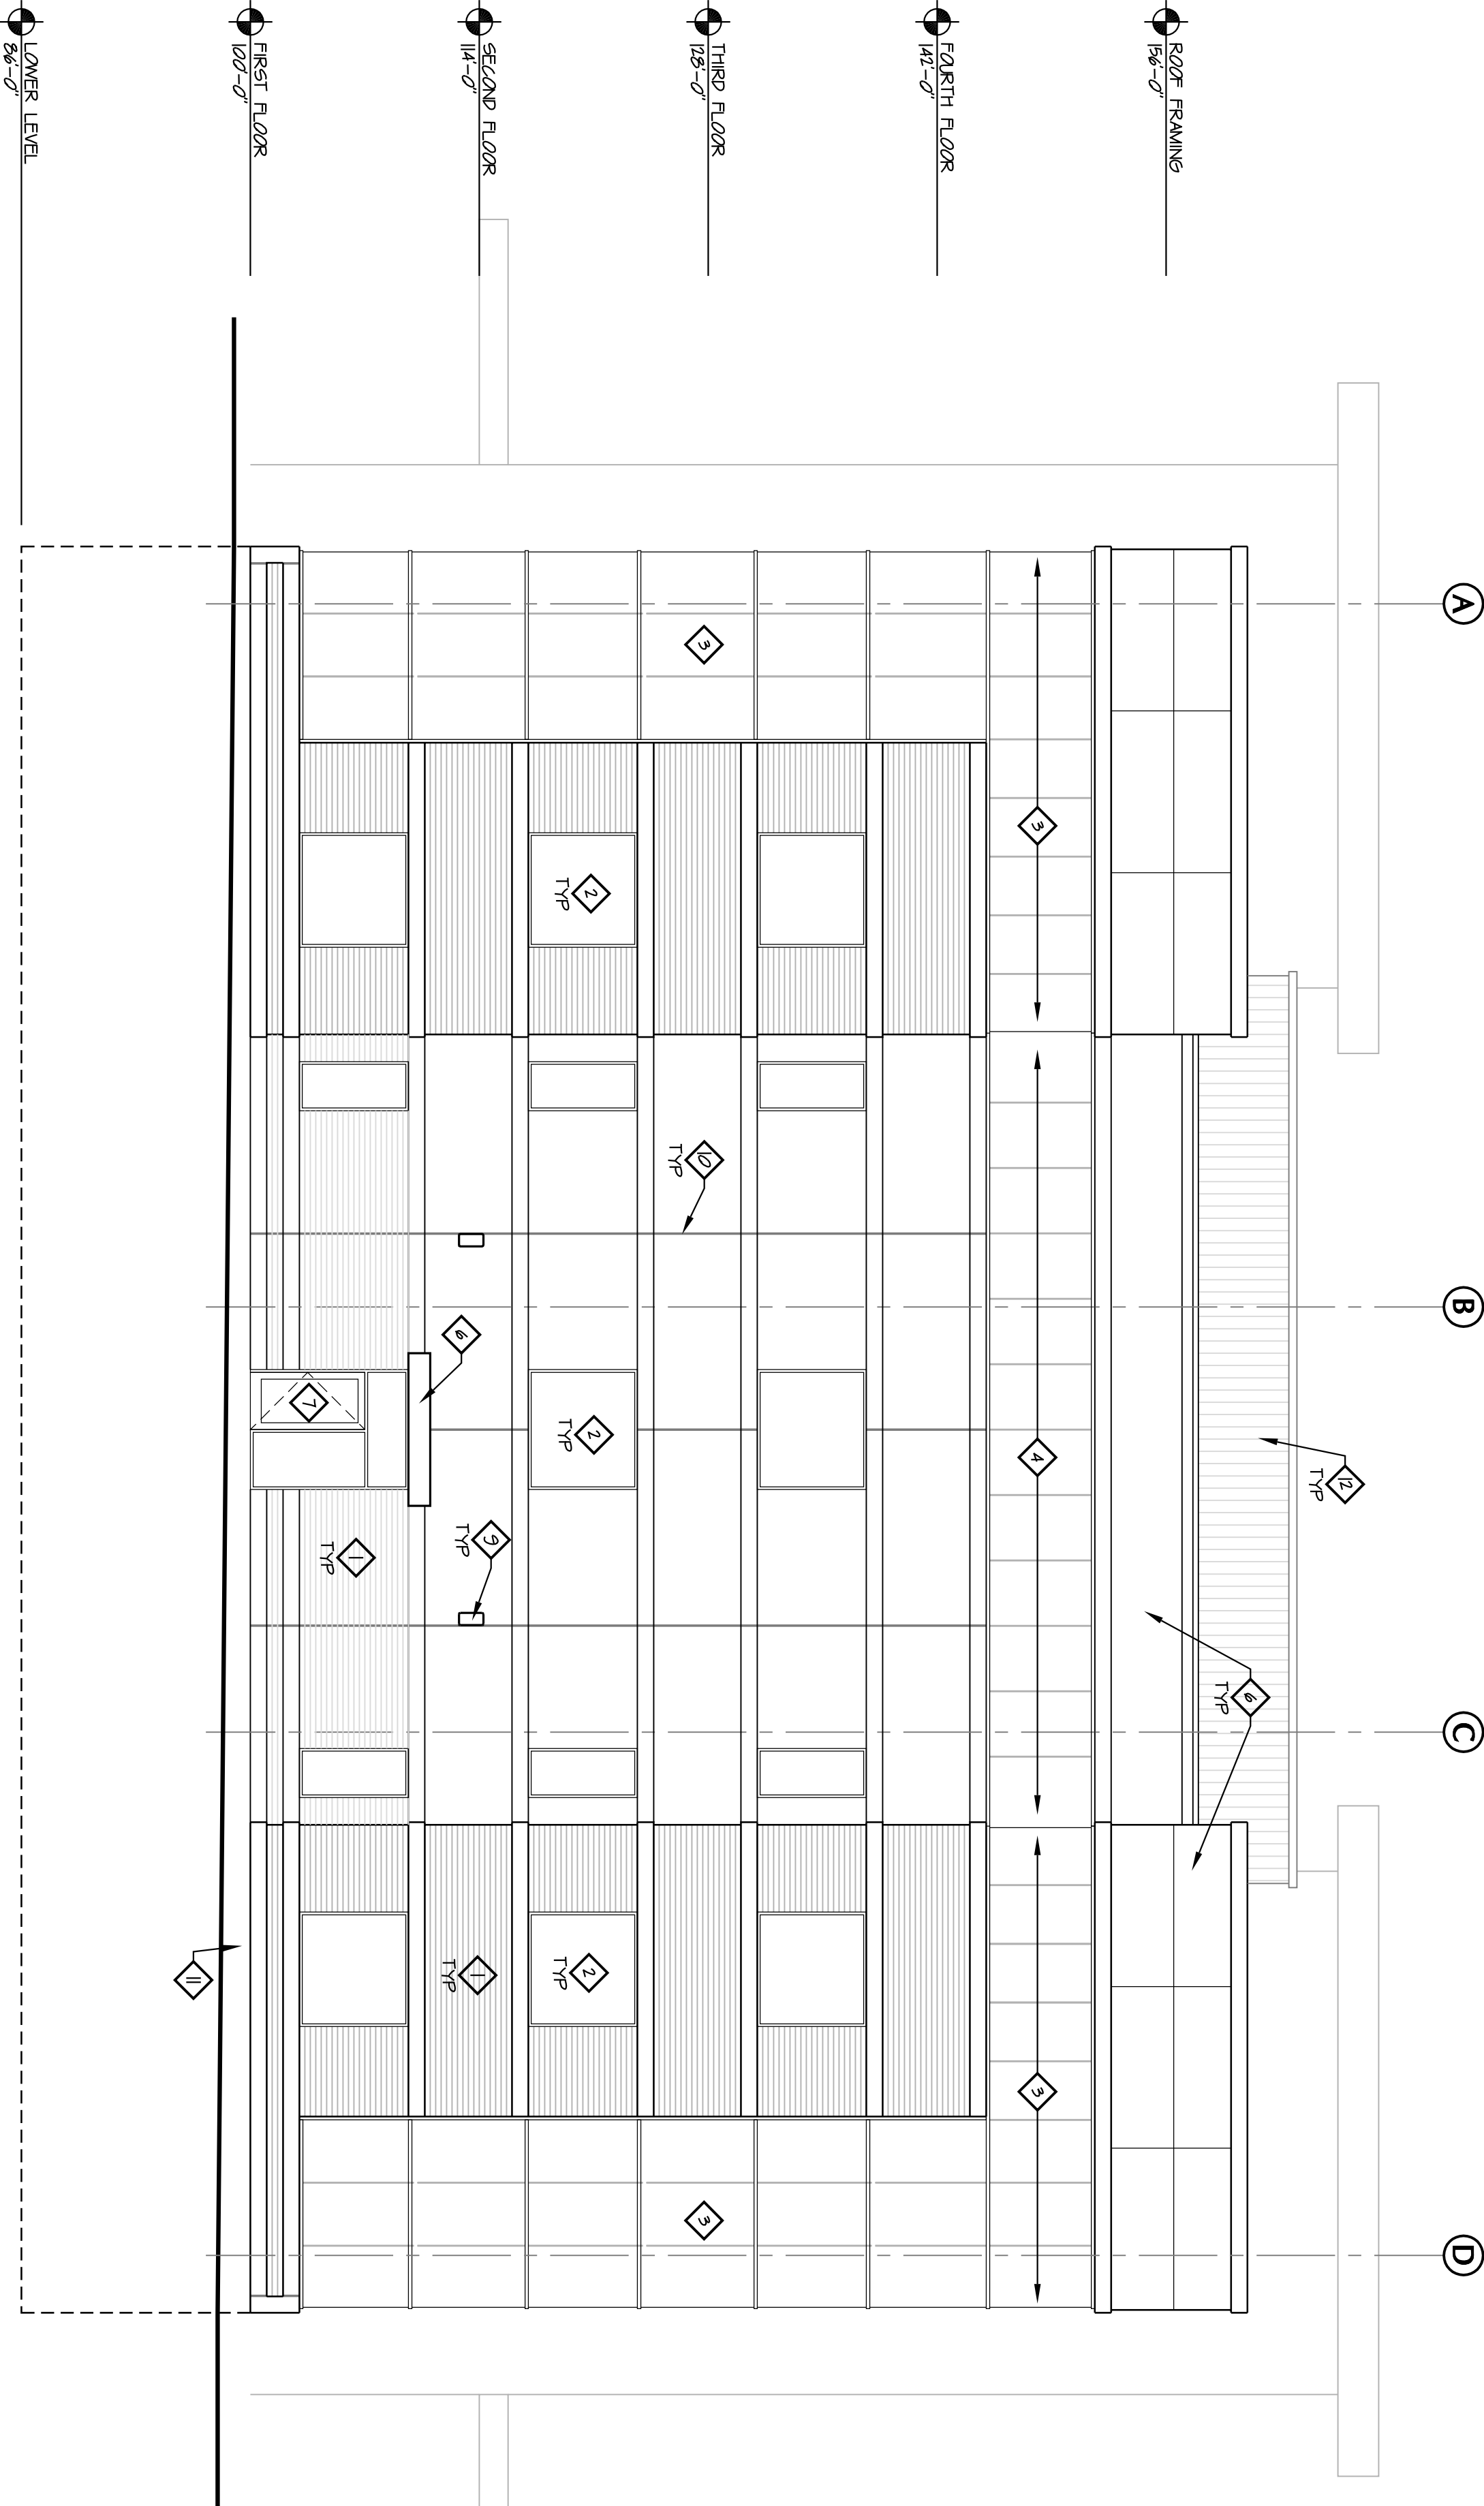 A
B
C
D
ROOF FRAMING
156'-0"
FOURTH FLOOR
142'-0"
THIRD FLOOR
128'-0"
SECOND FLOOR
114'-0"
FIRST FLOOR
100'-0"
LOWER LEVEL
86'-0"
12
TYP
6
TYP
3
4
3
3
10
TYP
3
2
TYP
2
TYP
2
TYP
6
9
TYP
1
TYP
7
1
TYP
11